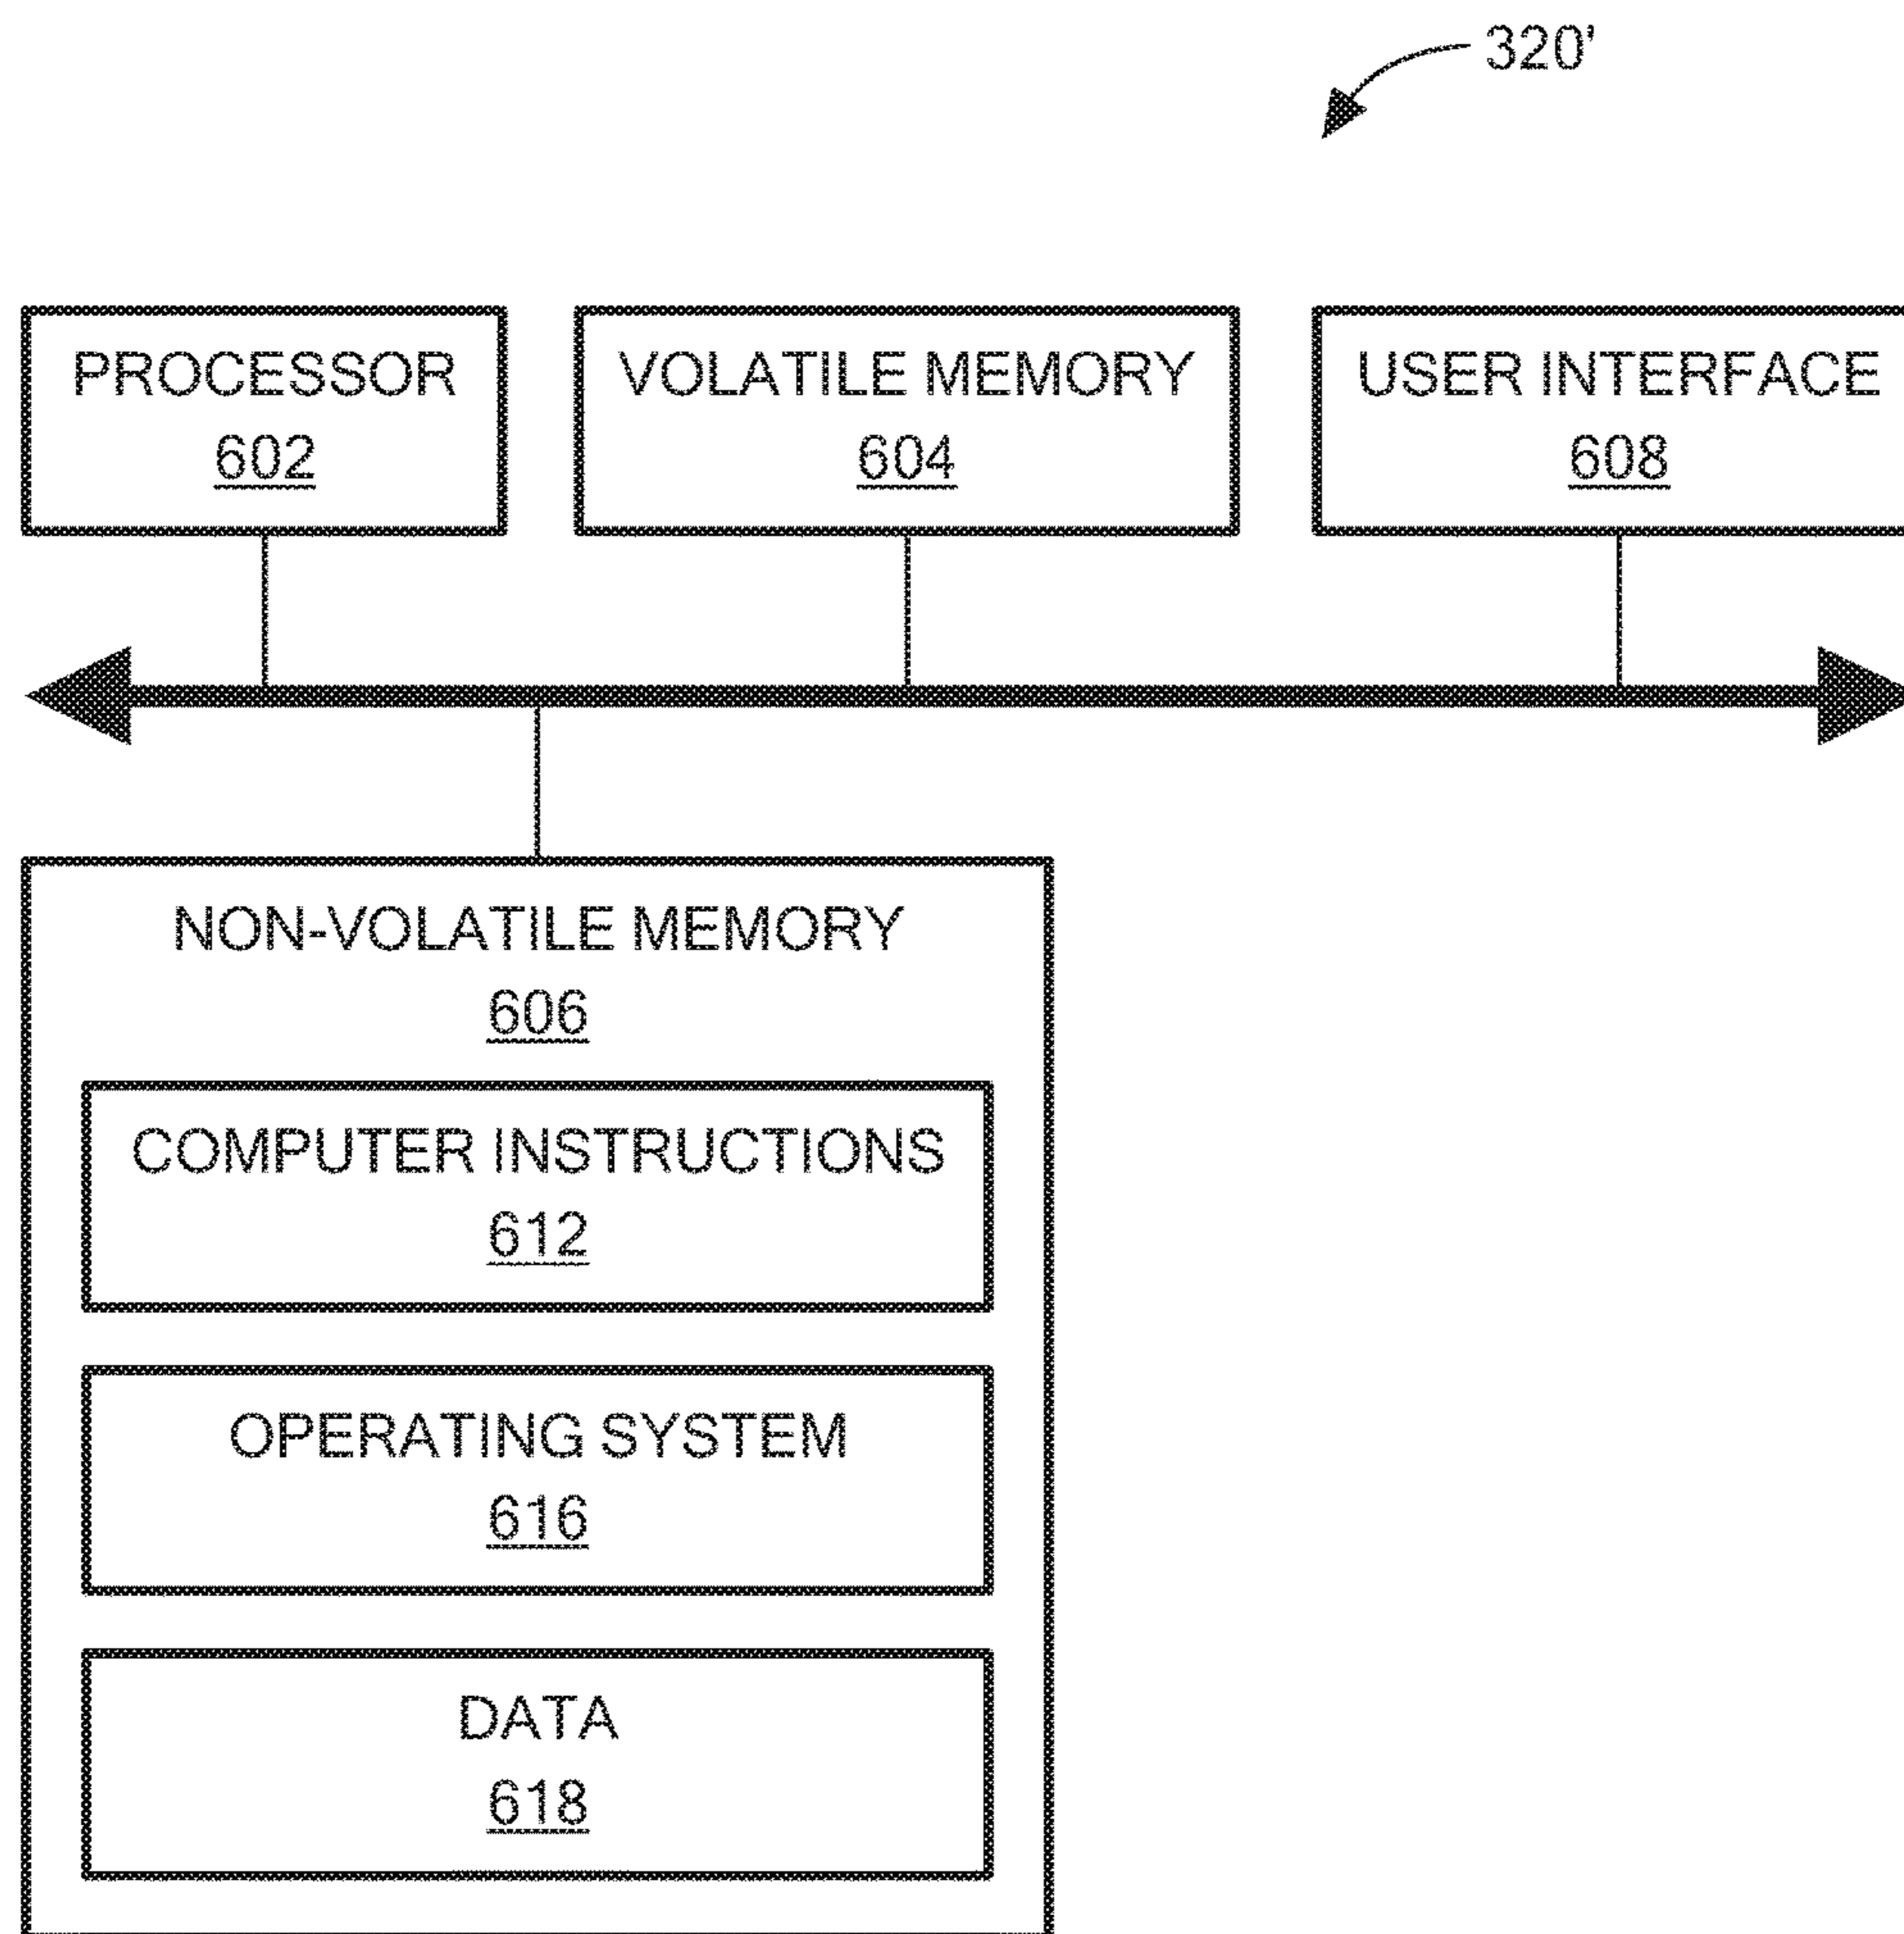 320'
PROCESSOR
602
VOLATILE MEMORY
604
USER INTERFACE
608
NON-VOLATILE MEMORY
606
COMPUTER INSTRUCTIONS
612
OPERATING SYSTEM
616
DATA
618